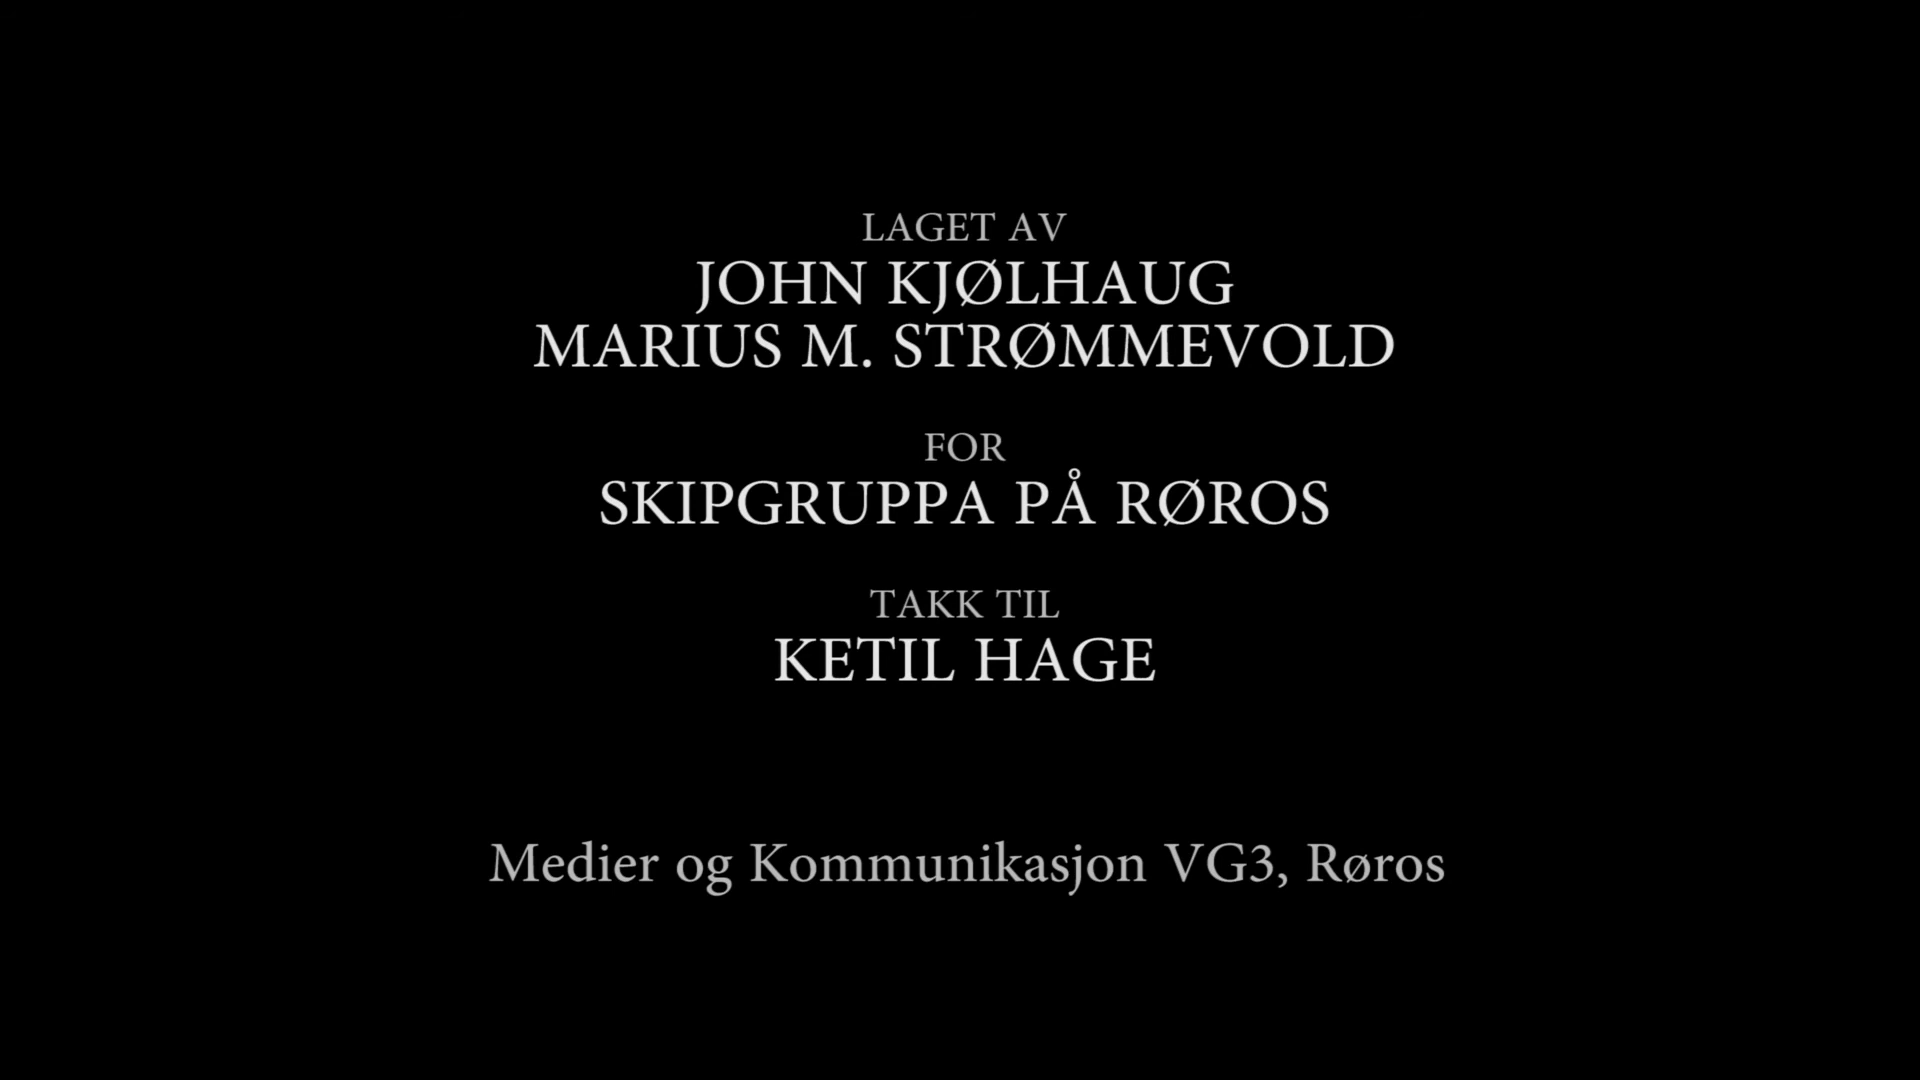 LAGET AV
JOHN KJØLHAUG
MARIUS M. STRØMMEVOLD
FOR
SKIPGRUPPA PÅ RØROS
TAKK TIL
KETIL HAGE
Medier og Kommunikasjon VG3, Røros